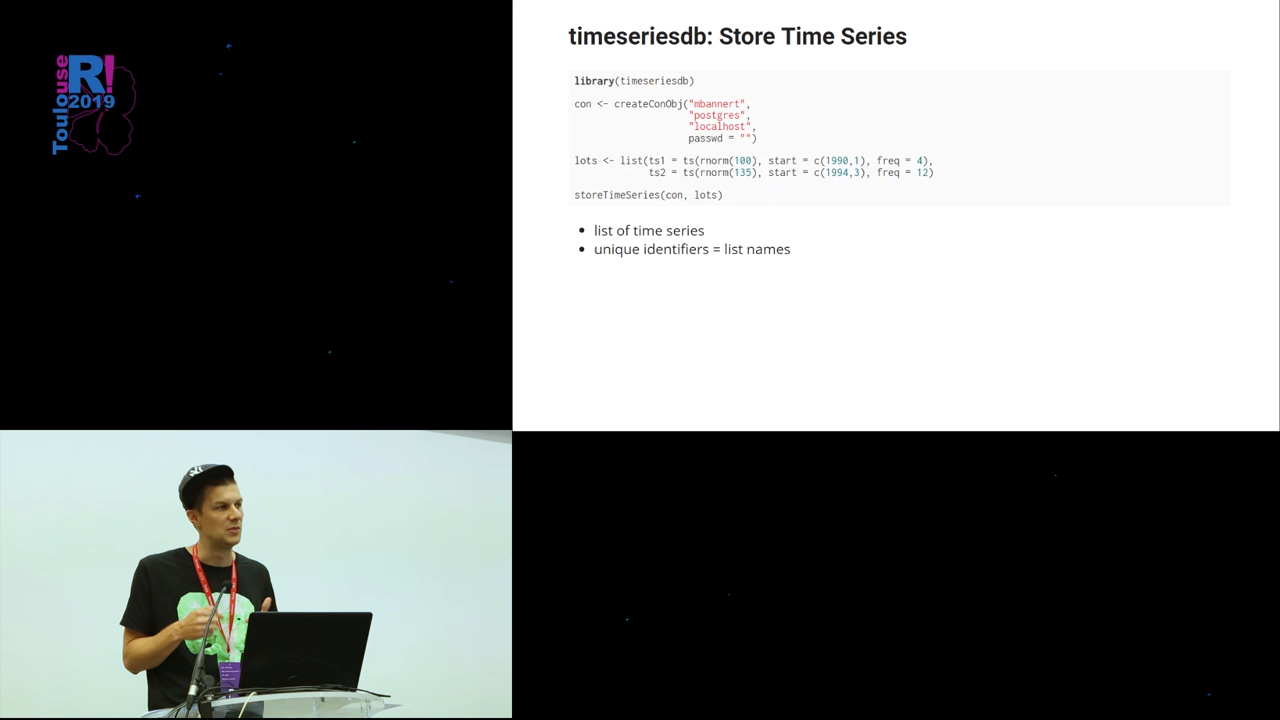 Toulouse
R!
2019
timeseriesdb: Store Time Series
library(timeseriesdb)
con <- createConObj("mbannert",
"postgres",
"localhost",
passwd = "")
lots <- list(ts1 = ts(rnorm(100), start = c(1990,1), freq = 4),
ts2 = ts(rnorm(135), start = c(1994,3), freq = 12)
storeTimeSeries(con, lots)
• list of time series
• unique identifiers = list names